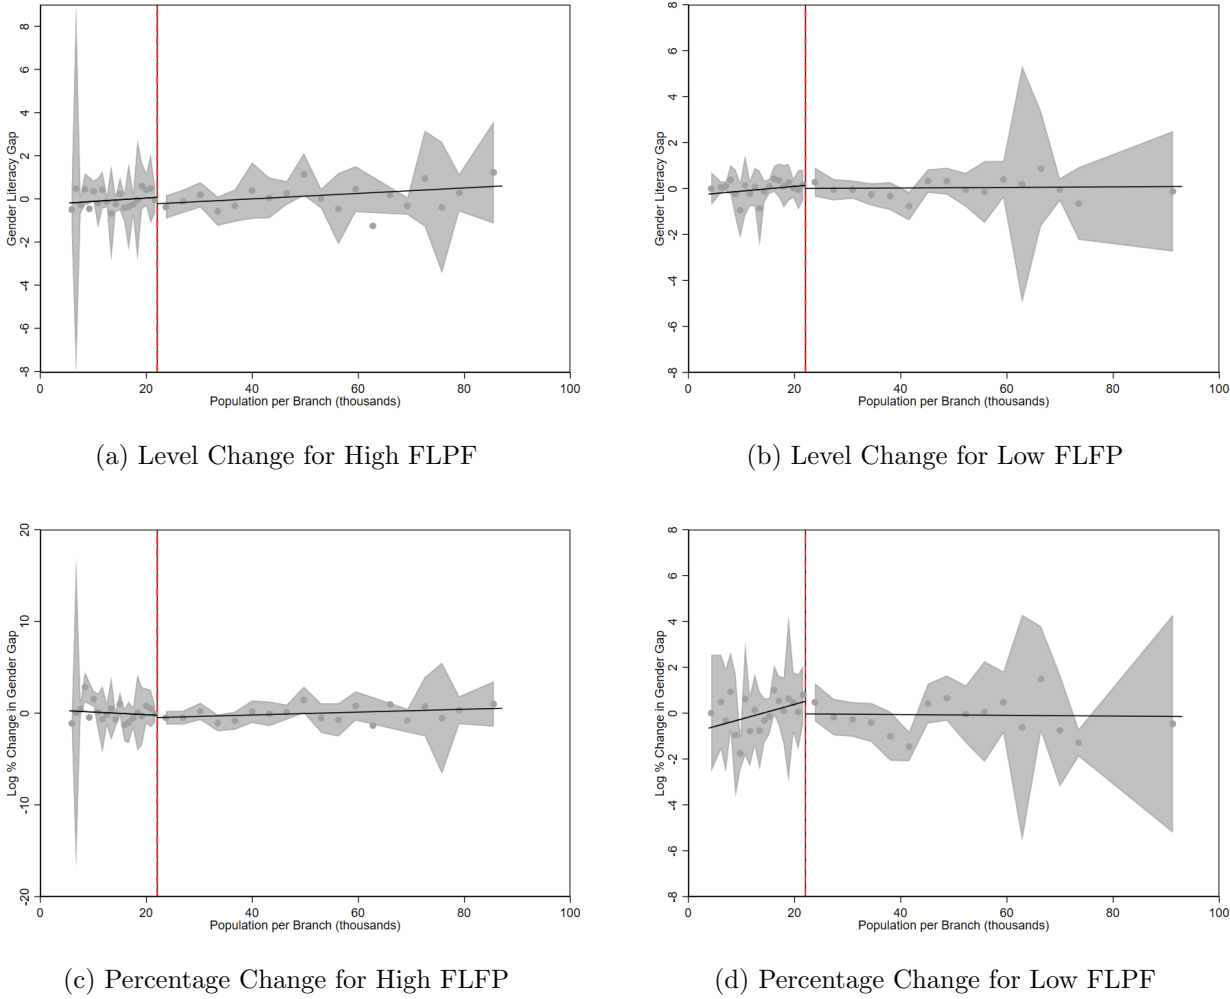 8
6
4
2
0
-2
-4
-6
-8
Gender Literacy Gap
0 20 40 60 80 100
Population per Branch (thousands)
(a) Level Change for High FLPF
8
6
4
2
0
-2
-4
-6
-8
Gender Literacy Gap
0 20 40 60 80 100
Population per Branch (thousands)
(b) Level Change for Low FLFP
20
10
0
-10
-20
Log % Change in Gender Gap
0 20 40 60 80 100
Population per Branch (thousands)
(c) Percentage Change for High FLFP
8
6
4
2
0
-2
-4
-6
-8
Log % Change in Gender Gap
0 20 40 60 80 100
Population per Branch (thousands)
(d) Percentage Change for Low FLPF